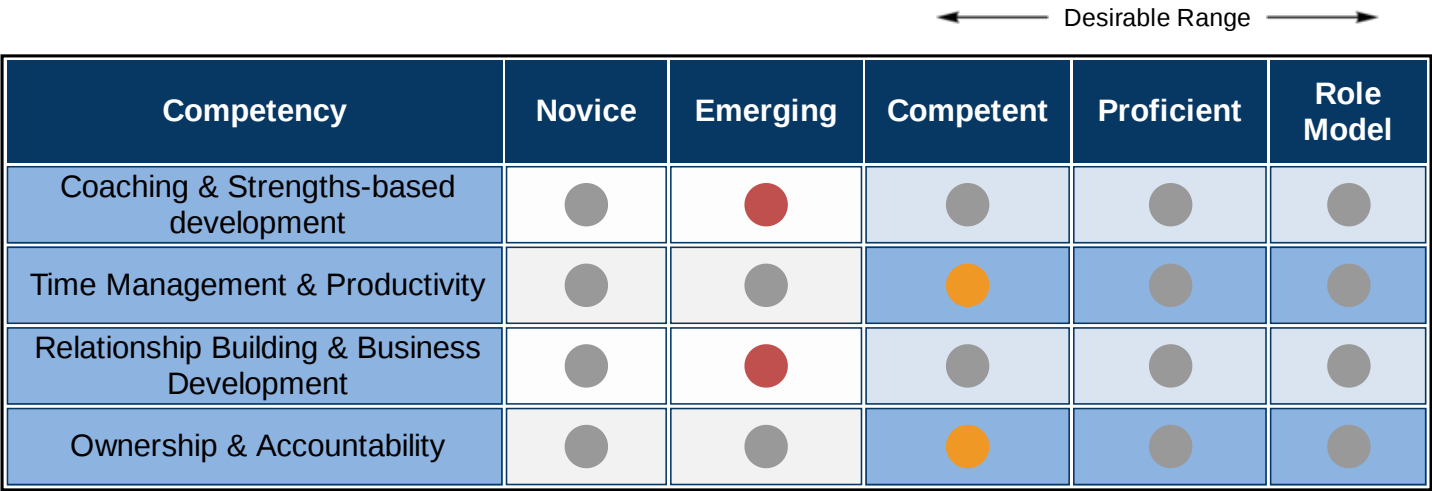 Desirable Range
Competency Novice Emerging Competent Proficient Role
Model
Coaching & Strengths-based
development
Time Management & Productivity
Relationship Building & Business
Development
Ownership & Accountability